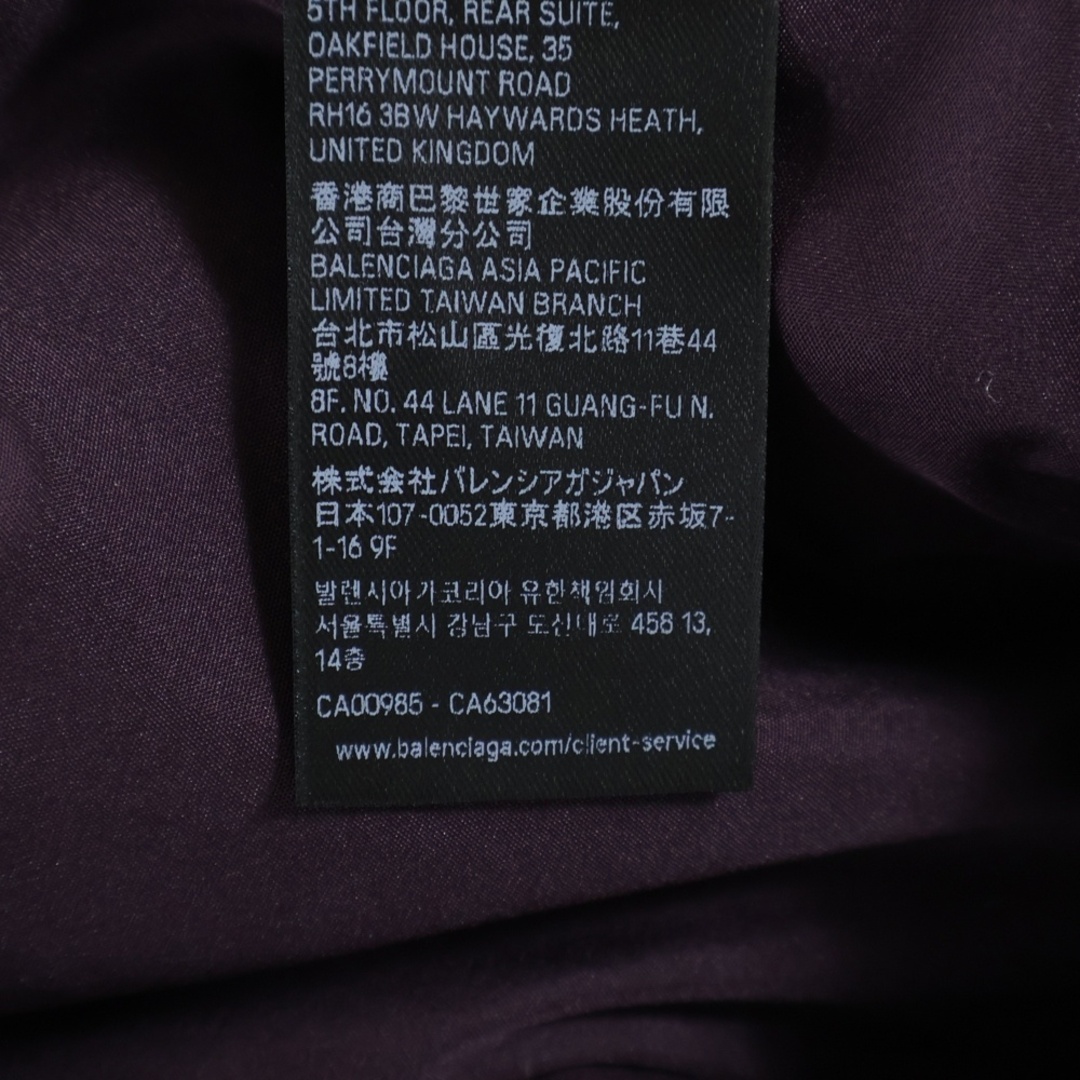 5TH FLOOR, REAR SUITE,
OAKFIELD HOUSE, 35
PERRYMOUNT ROAD
RH16 3BW HAYWARDS HEATH,
UNITED KINGDOM
香港商巴黎世家企業股份有限
公司台灣分公司
BALENCIAGA ASIA PACIFIC
LIMITED TAIWAN BRANCH
台北市松山區光復北路11巷44
號8樓
8F. NO. 44 LANE 11 GUANG-FU N.
ROAD, TAPEI, TAIWAN
株式会社バレンシアガジャパン
日本107-0052東京都港区赤坂7-
1-16 9F
발렌시아가코리아 유한책임회사
서울특별시 강남구 도산대로 458 13,
14층
CA00985 - CA63081
www.balenciaga.com/client-service